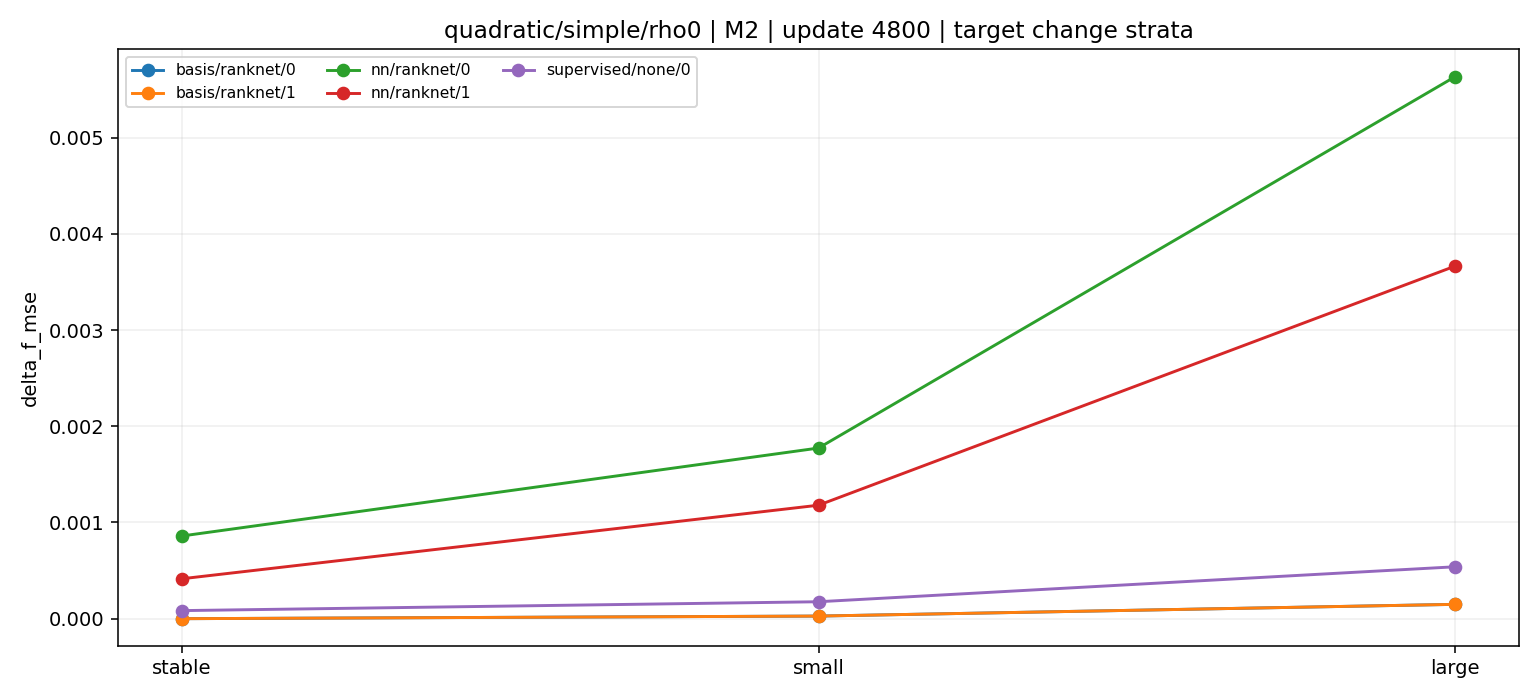 quadratic/simple/rho0 | M2 | update 4800 | target change strata
basis/ranknet/0
basis/ranknet/1
nn/ranknet/0
nn/ranknet/1
supervised/none/0
delta_f_mse
0.005
0.004
0.003
0.002
0.001
0.000
stable
small
large